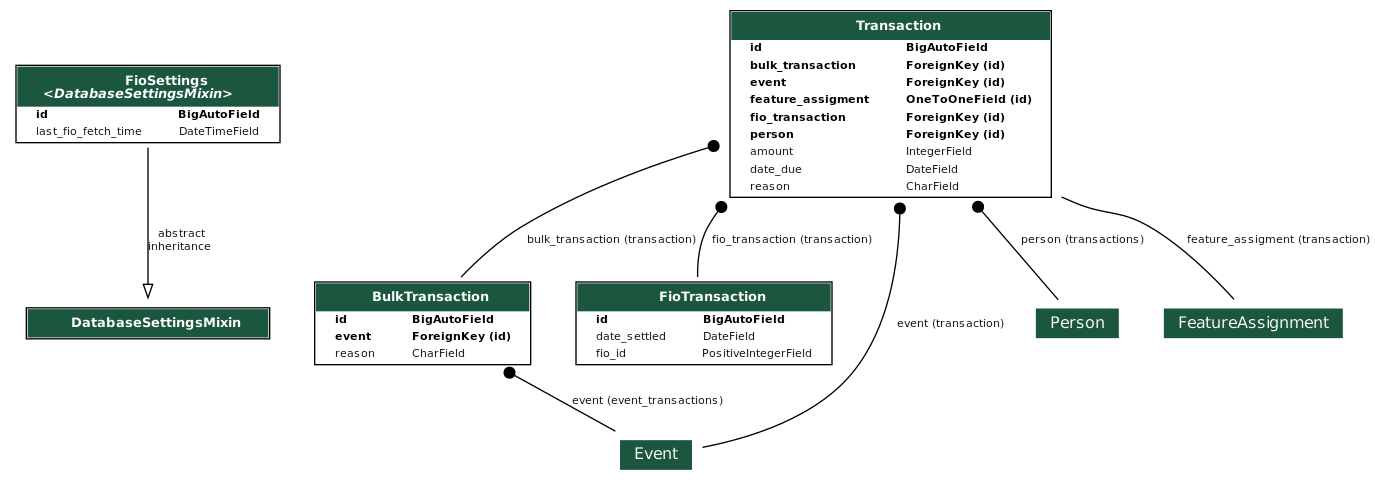 Transaction
id BigAutoField
bulk_transaction ForeignKey (id)
event ForeignKey (id)
feature_assigment OneToOneField (id)
fio_transaction ForeignKey (id)
person ForeignKey (id)
amount IntegerField
date_due DateField
reason CharField
FioSettings
<DatabaseSettingsMixin>
id BigAutoField
last_fio_fetch_time DateTimeField
abstract
inheritance
bulk_transaction (transaction)
fio_transaction (transaction)
person (transactions)
feature_assigment (transaction)
DatabaseSettingsMixin
BulkTransaction
id BigAutoField
event ForeignKey (id)
reason CharField
FioTransaction
id BigAutoField
date_settled DateField
fio_id PositiveIntegerField
event (transaction)
Person
FeatureAssignment
event (event_transactions)
Event